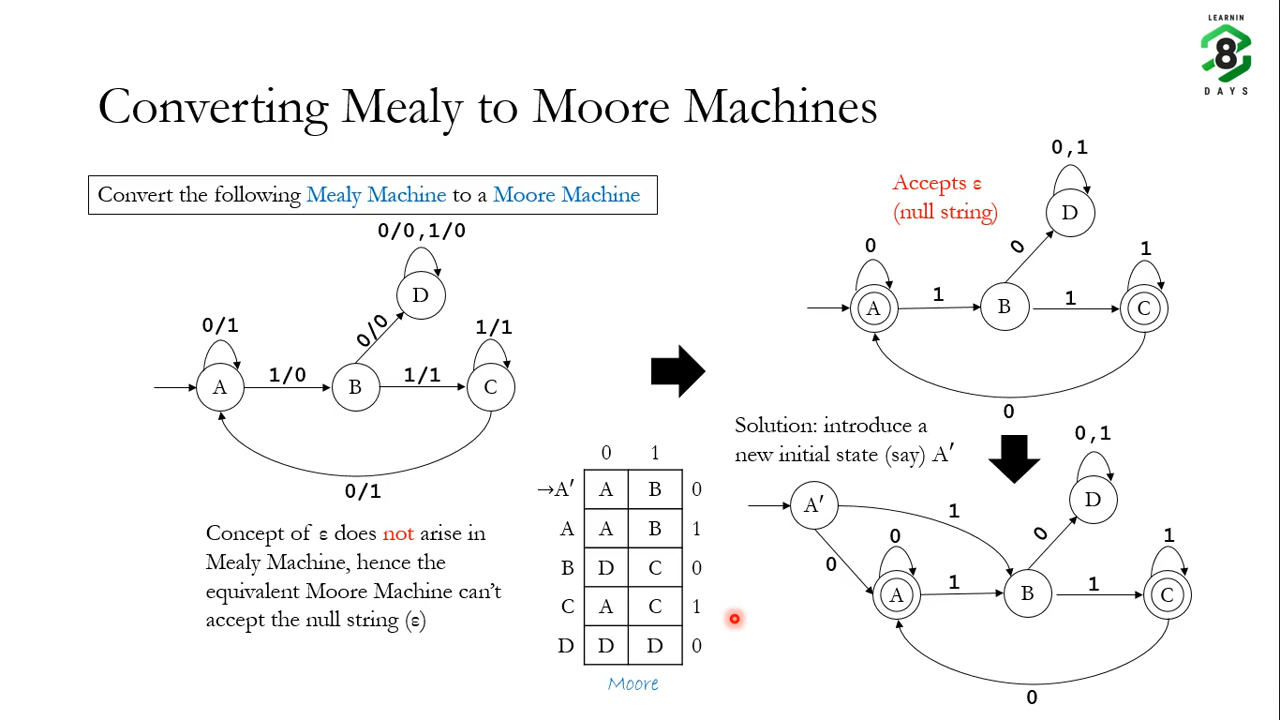 LEARNIN
8
DAYS
Converting Mealy to Moore Machines
Convert the following Mealy Machine to a Moore Machine
0/0,1/0
D
0/0
0/1
1/1
A
1/0
B
1/1
C
0/1
Concept of ε does not arise in
Mealy Machine, hence the
equivalent Moore Machine can't
accept the null string (ε)
0 1
→A′ A B 0
A A B 1
B D C 0
C A C 1
D D D 0
Moore
Accepts ε
(null string)
0,1
D
0
0
1
A
1
B
1
C
0
Solution: introduce a
new initial state (say) A′
0,1
D
A′
1
0
0
0
1
A
1
B
1
C
0